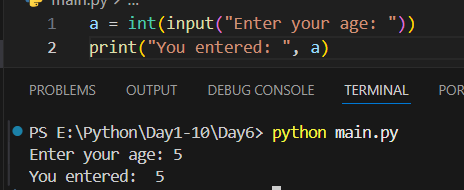 main.py > ...
1 a = int(input("Enter your age: "))
2 print("You entered: ", a)
PROBLEMS OUTPUT DEBUG CONSOLE TERMINAL POR
PS E:\Python\Day1-10\Day6> python main.py
Enter your age: 5
You entered:  5